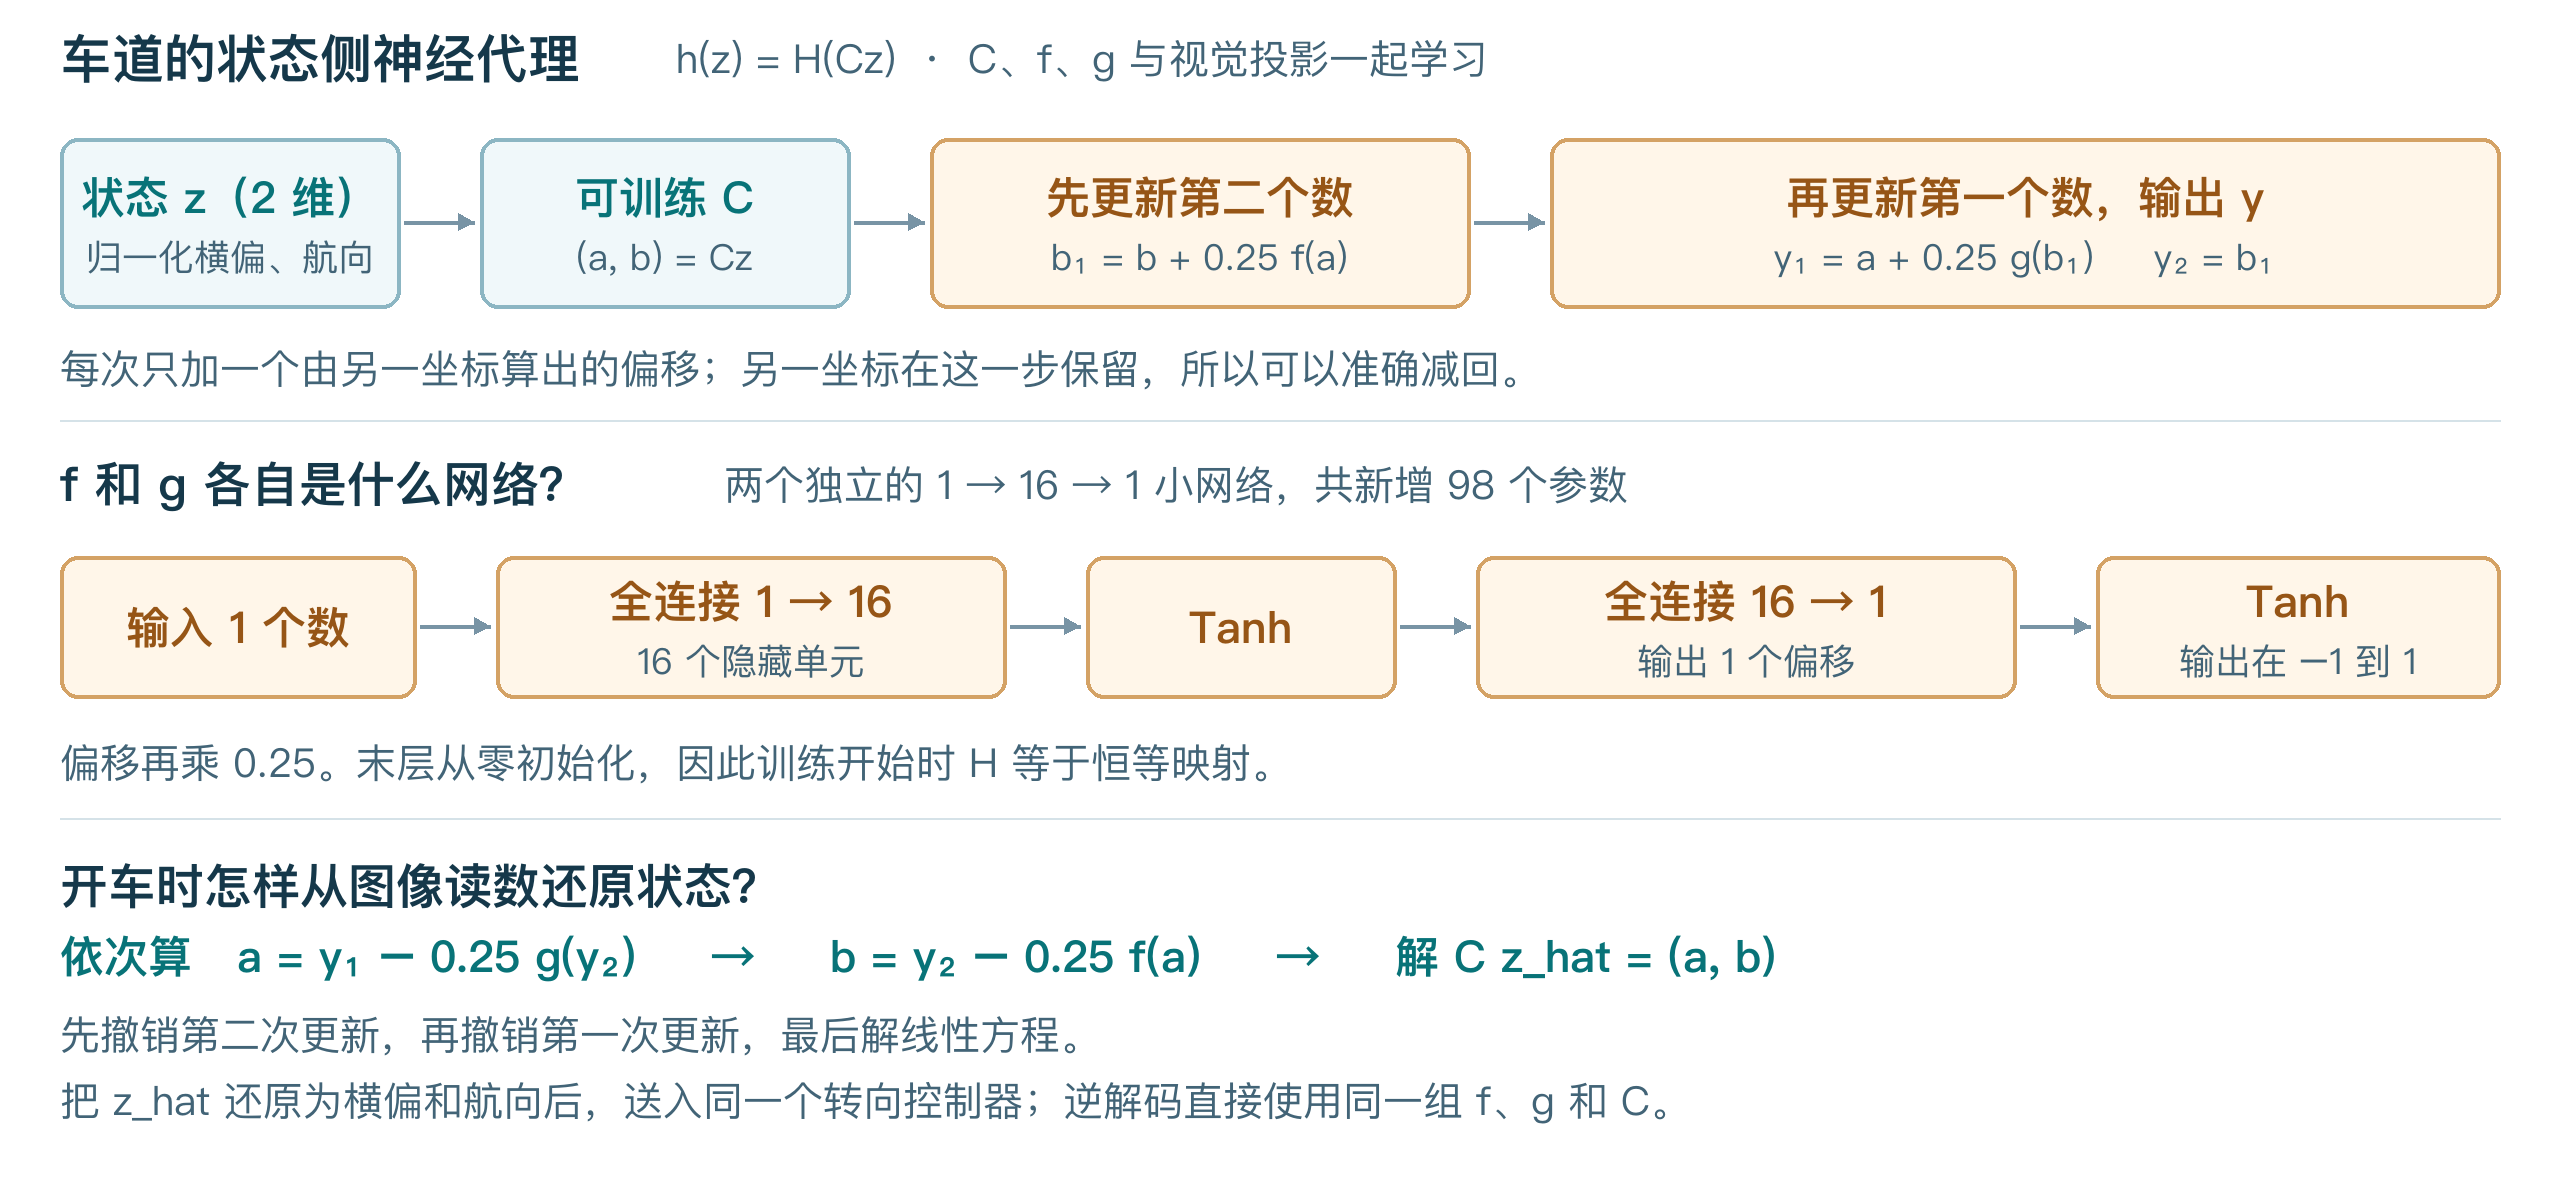 车道的状态侧神经代理 h(z) = H(Cz) · C、f、g 与视觉投影一起学习
状态 z（2 维）
归一化横偏、航向
可训练 C
(a, b) = Cz
先更新第二个数
b₁ = b + 0.25 f(a)
再更新第一个数，输出 y
y₁ = a + 0.25 g(b₁) y₂ = b₁
每次只加一个由另一坐标算出的偏移；另一坐标在这一步保留，所以可以准确减回。
f 和 g 各自是什么网络？ 两个独立的 1 → 16 → 1 小网络，共新增 98 个参数
输入 1 个数
全连接 1 → 16
16 个隐藏单元
Tanh
全连接 16 → 1
输出 1 个偏移
Tanh
输出在 −1 到 1
偏移再乘 0.25。末层从零初始化，因此训练开始时 H 等于恒等映射。
开车时怎样从图像读数还原状态？
依次算 a = y₁ − 0.25 g(y₂) → b = y₂ − 0.25 f(a) → 解 C z_hat = (a, b)
先撤销第二次更新，再撤销第一次更新，最后解线性方程。
把 z_hat 还原为横偏和航向后，送入同一个转向控制器；逆解码直接使用同一组 f、g 和 C。